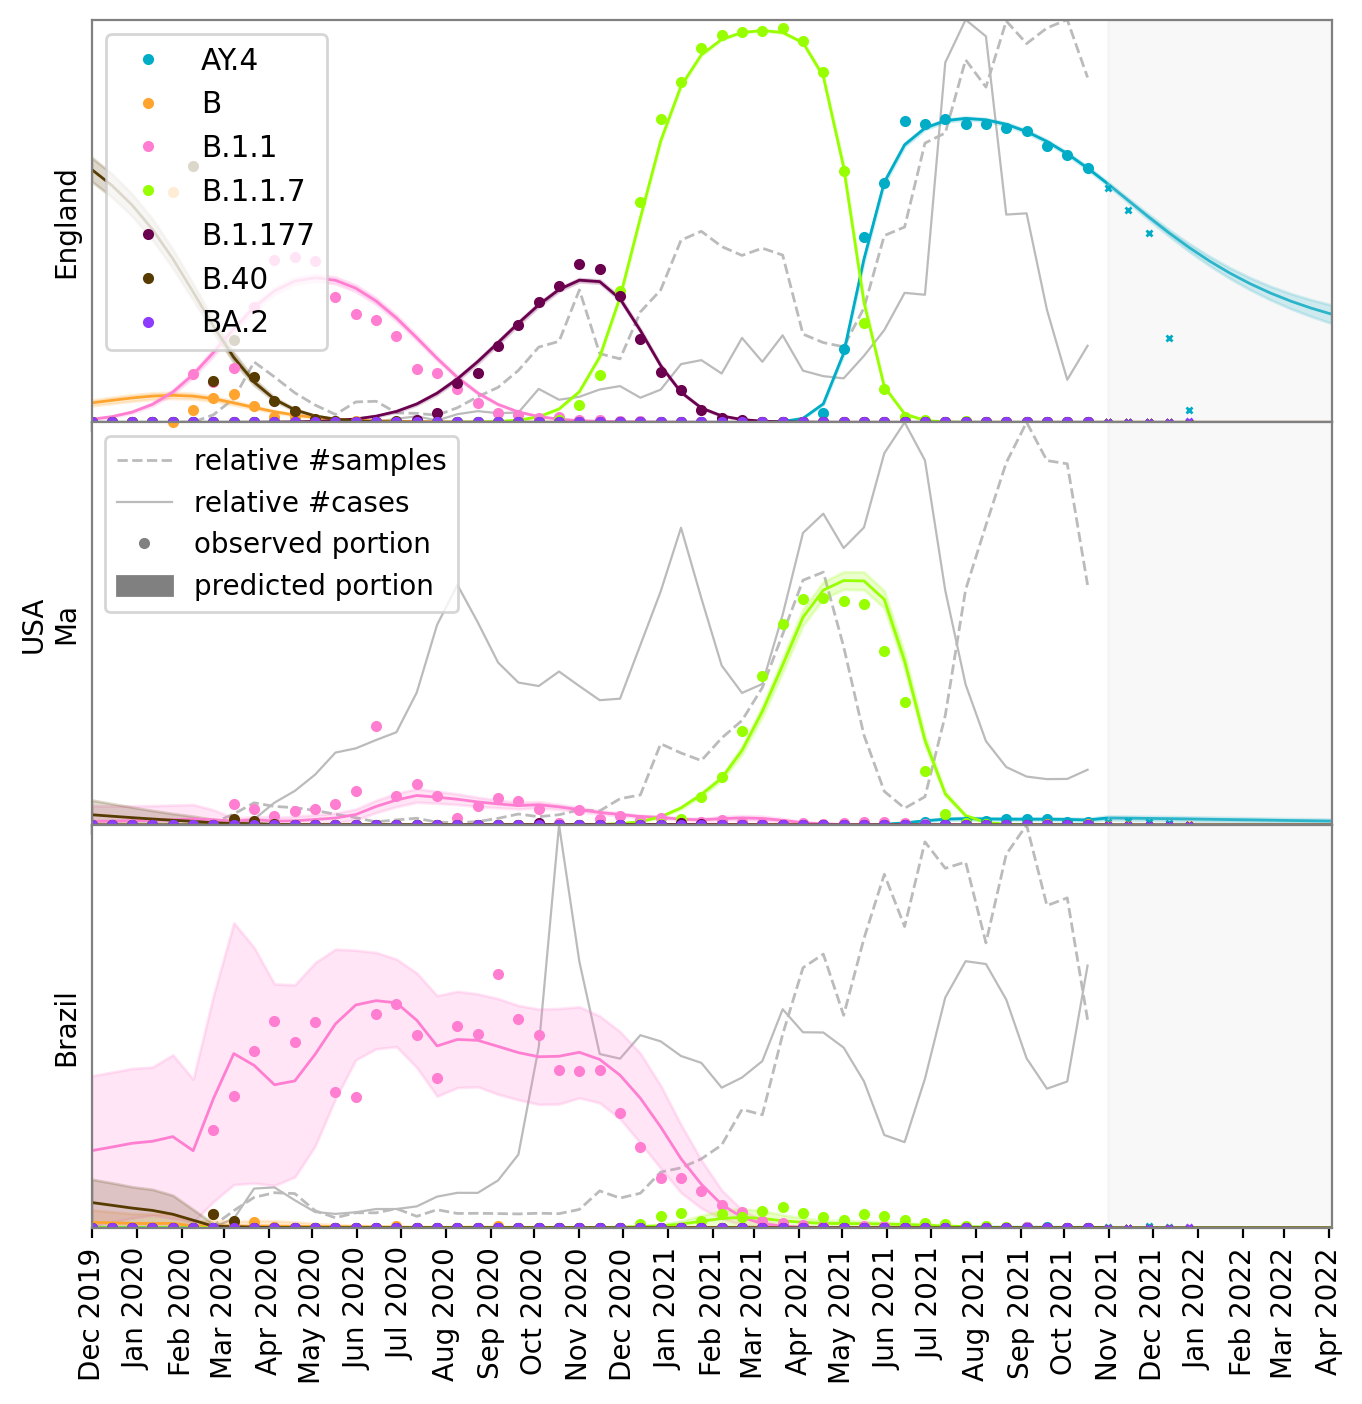 England
AY.4
B
B.1.1
B.1.1.7
B.1.177
B.40
BA.2
USA
Ma
relative #samples
relative #cases
observed portion
predicted portion
Brazil
Dec 2019
Jan 2020
Feb 2020
Mar 2020
Apr 2020
May 2020
Jun 2020
Jul 2020
Aug 2020
Sep 2020
Oct 2020
Nov 2020
Dec 2020
Jan 2021
Feb 2021
Mar 2021
Apr 2021
May 2021
Jun 2021
Jul 2021
Aug 2021
Sep 2021
Oct 2021
Nov 2021
Dec 2021
Jan 2022
Feb 2022
Mar 2022
Apr 2022